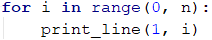 for i in range(0, n):
    print_line(1, i)